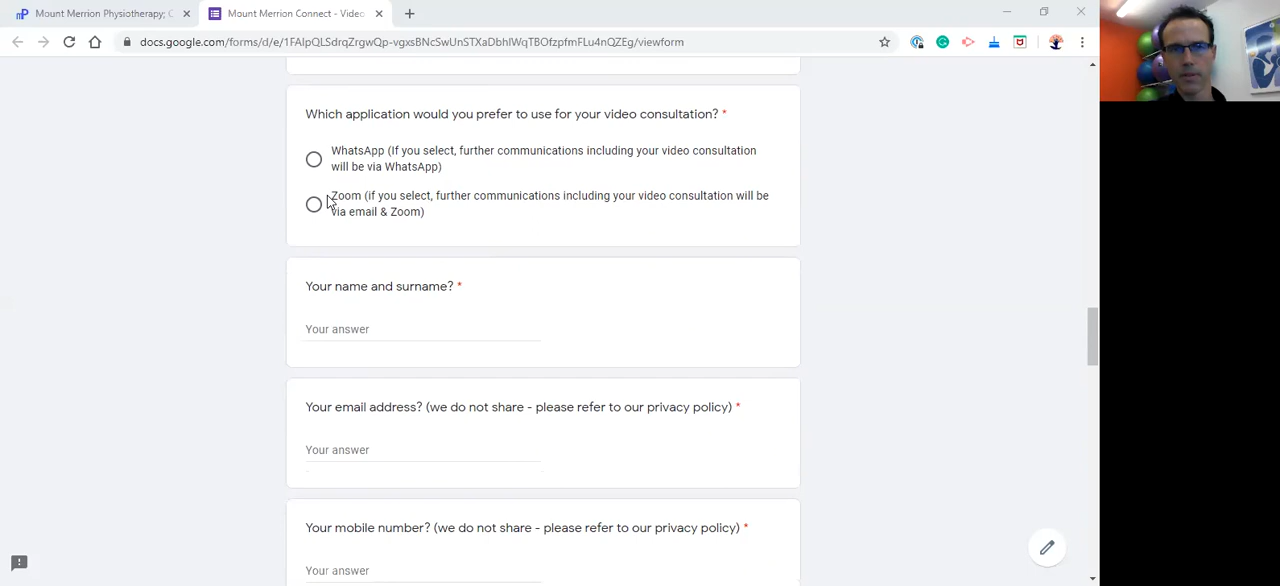 Mount Merrion Physiotherapy; C
Mount Merrion Connect - Video
docs.google.com/forms/d/e/1FAIpQLSdrqZrgwQp-vgxsBNcSwUnSTXaDbhlWqTBOfzpfmFLu4nQZEg/viewform
Which application would you prefer to use for your video consultation? *
WhatsApp (If you select, further communications including your video consultation
will be via WhatsApp)
Zoom (if you select, further communications including your video consultation will be
via email & Zoom)
Your name and surname? *
Your answer
Your email address? (we do not share - please refer to our privacy policy) *
Your answer
Your mobile number? (we do not share - please refer to our privacy policy) *
Your answer